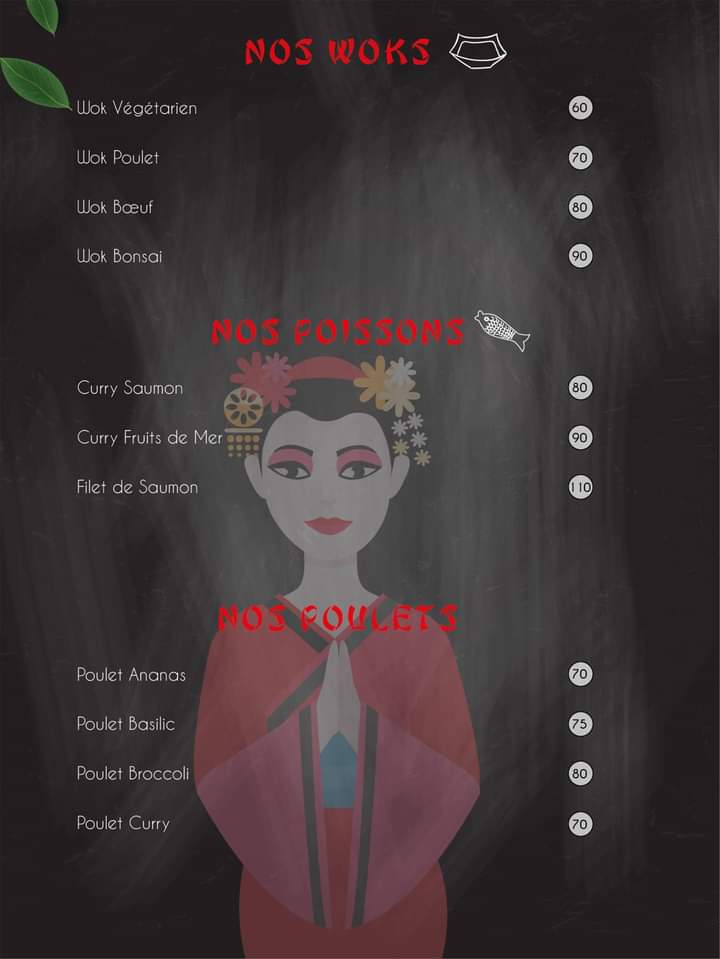 NOS WOKS
Wok Végétarien 60
Wok Poulet 70
Wok Bœuf 80
Wok Bonsai 90
NOS POISSONS
Curry Saumon 80
Curry Fruits de Mer 90
Filet de Saumon 110
NOS POULETS
Poulet Ananas 70
Poulet Basilic 75
Poulet Broccoli 80
Poulet Curry 70